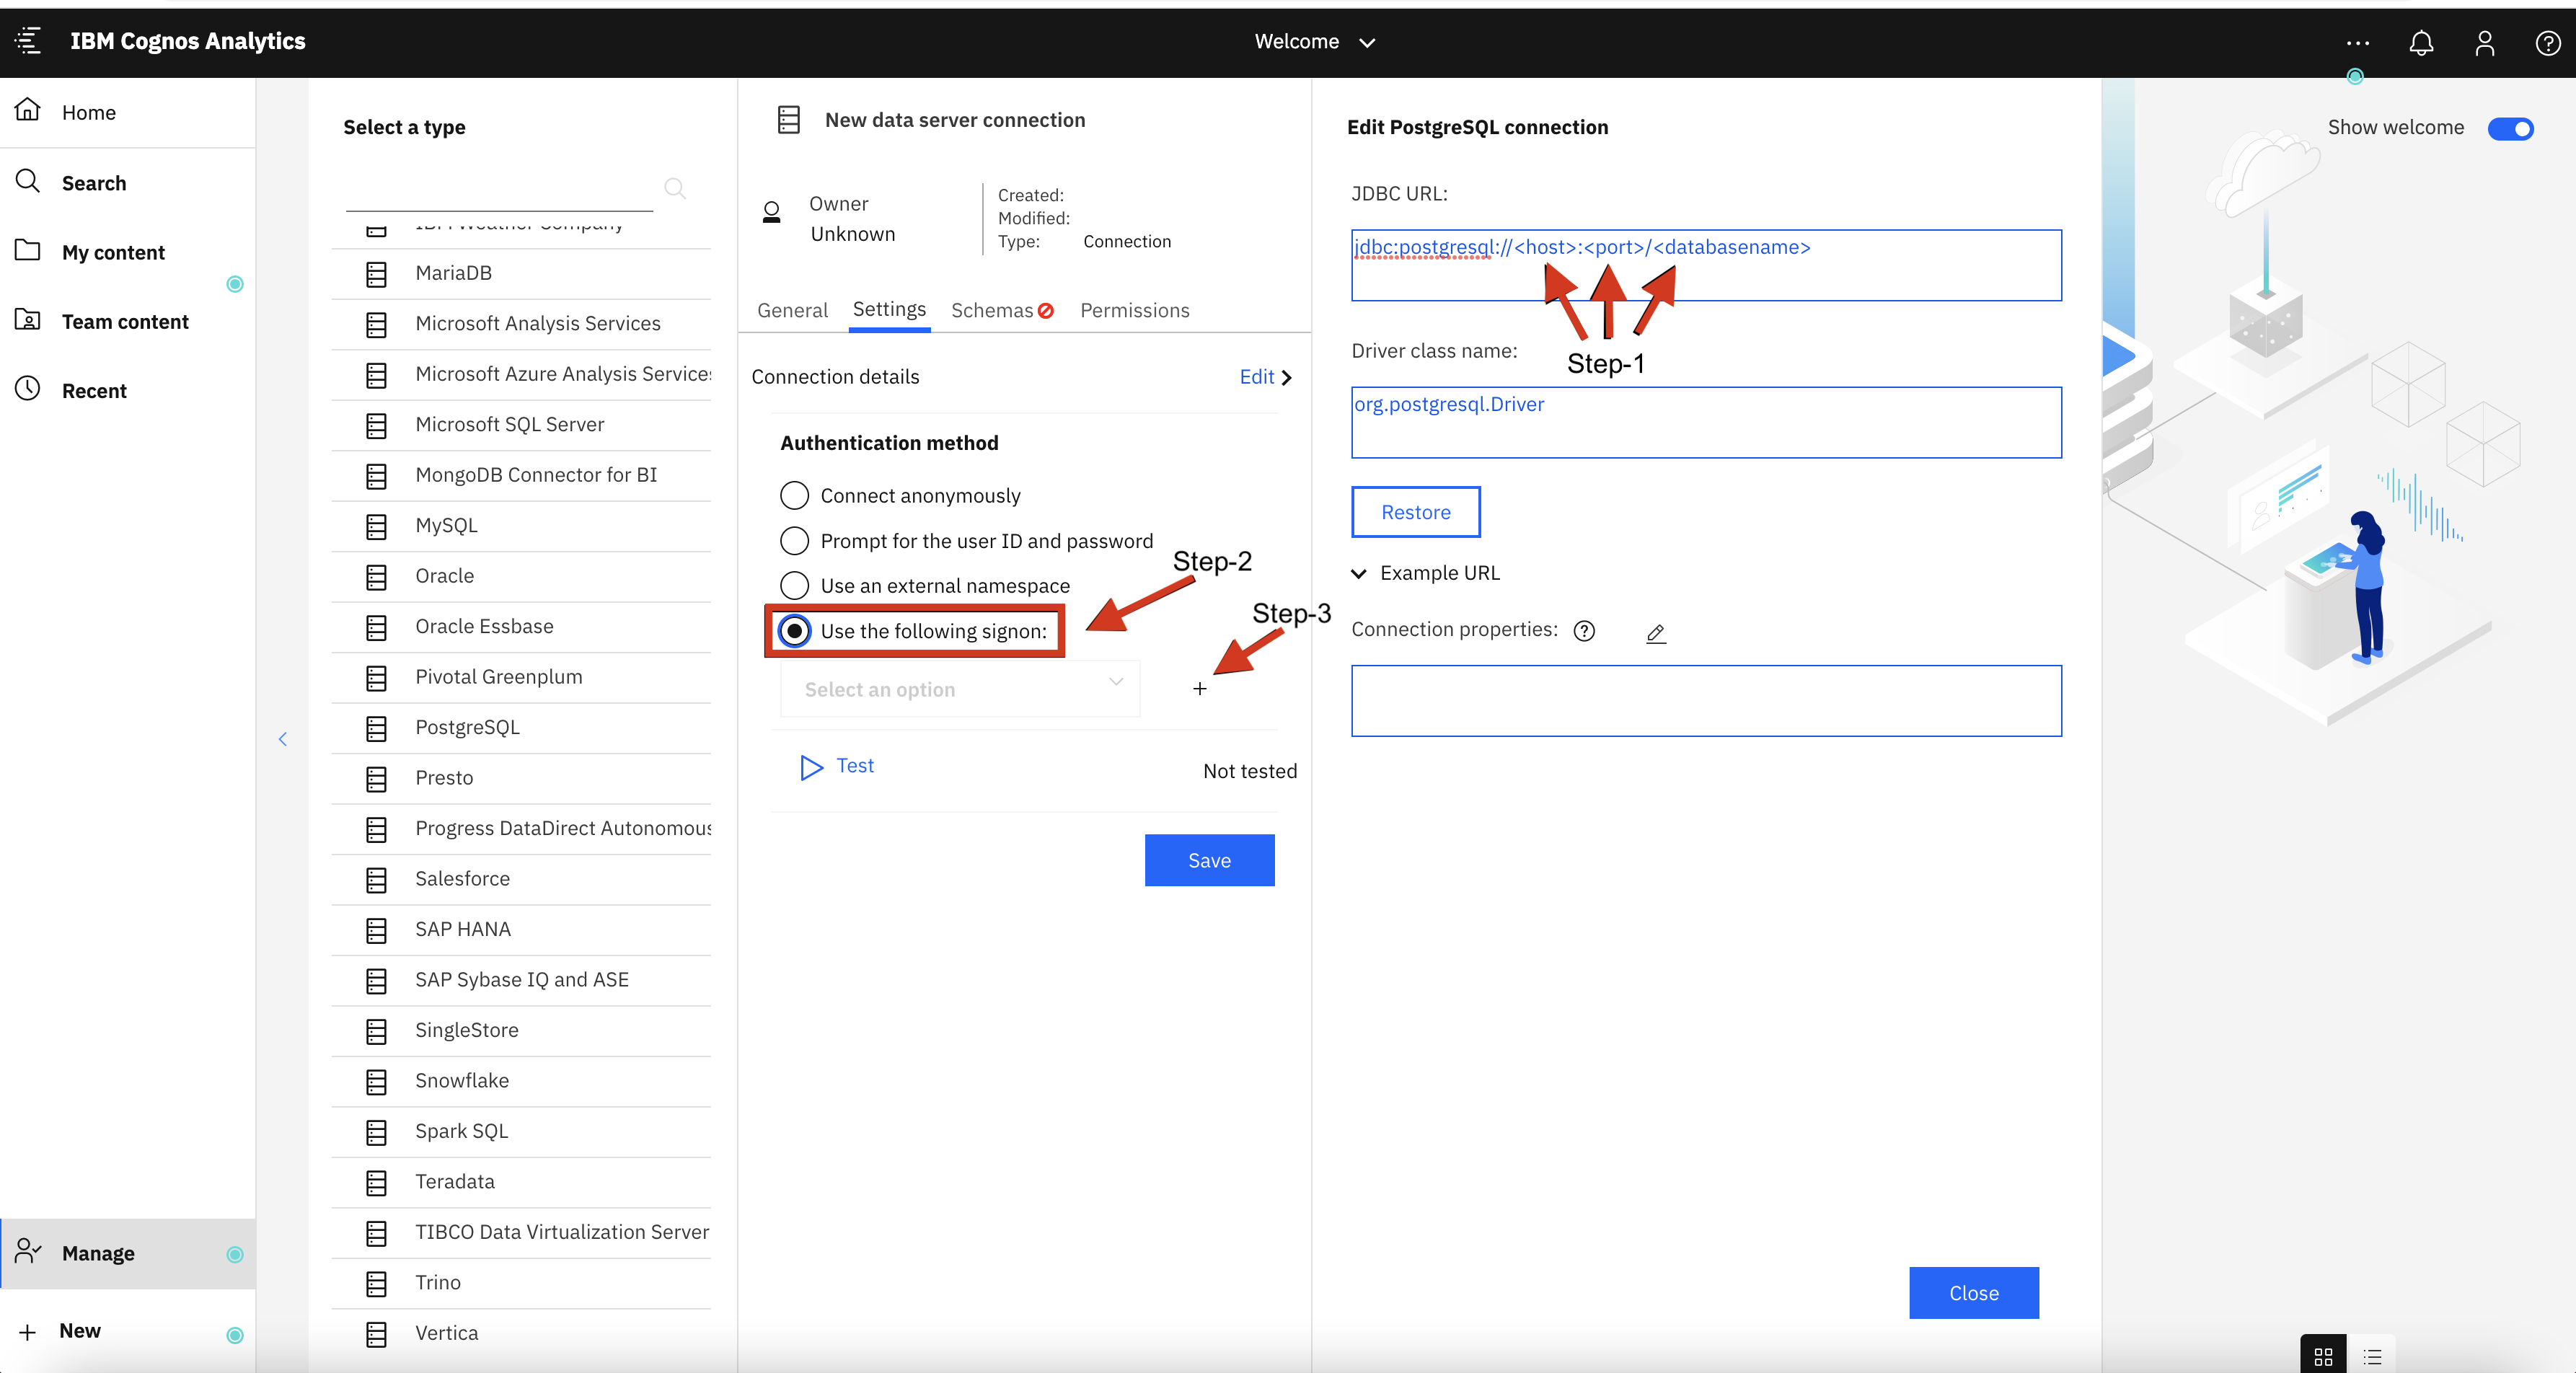 IBM Cognos Analytics
Welcome
Home
Search
My content
Team content
Recent
Manage
New
Select a type
IBM Weather Company
MariaDB
Microsoft Analysis Services
Microsoft Azure Analysis Services
Microsoft SQL Server
MongoDB Connector for BI
MySQL
Oracle
Oracle Essbase
Pivotal Greenplum
PostgreSQL
Presto
Progress DataDirect Autonomous
Salesforce
SAP HANA
SAP Sybase IQ and ASE
SingleStore
Snowflake
Spark SQL
Teradata
TIBCO Data Virtualization Server
Trino
Vertica
New data server connection
Owner
Unknown
Created:
Modified:
Type: Connection
General Settings Schemas Permissions
Connection details Edit
Authentication method
Connect anonymously
Prompt for the user ID and password
Step-2
Use an external namespace
Step-3
Use the following signon:
Select an option
Test Not tested
Save
Edit PostgreSQL connection
JDBC URL:
jdbc:postgresql://<host>:<port>/<databasename>
Step-1
Driver class name:
org.postgresql.Driver
Restore
Example URL
Connection properties:
Close
Show welcome